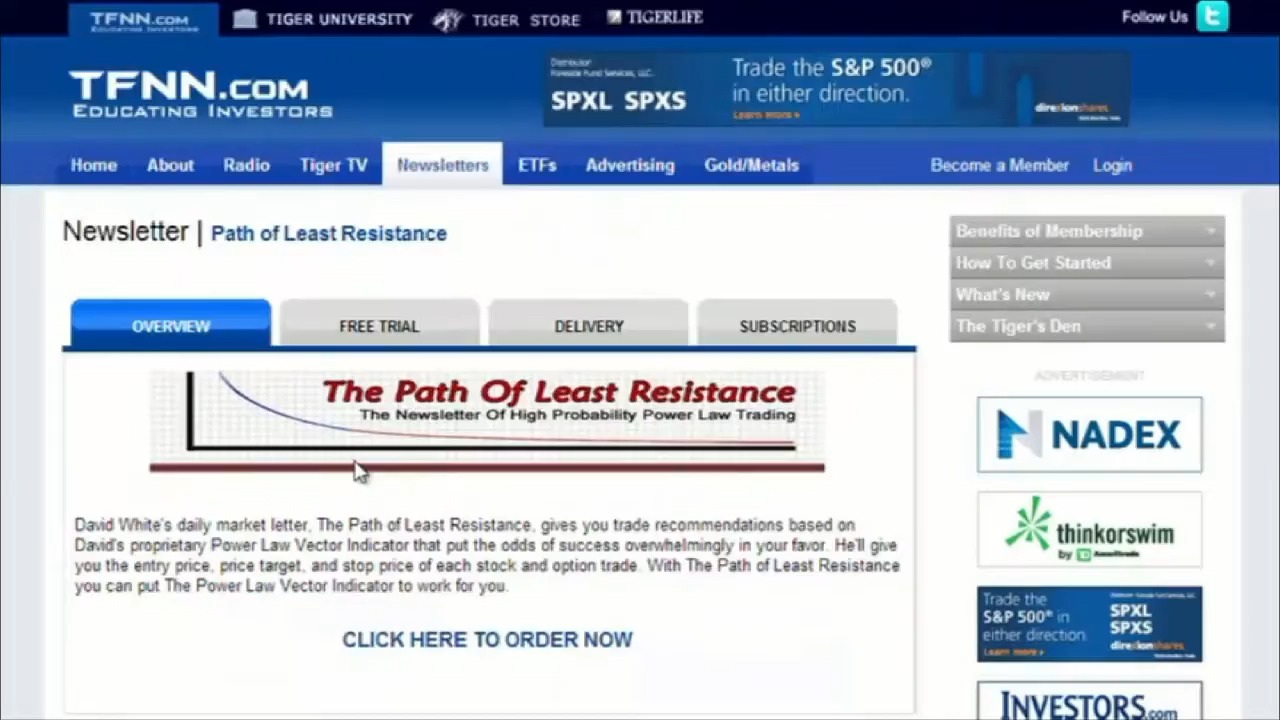 TFNN.COM
EDUCATING INVESTORS
TIGER UNIVERSITY
TIGER STORE
TIGERLIFE
Follow Us
TFNN.COM
EDUCATING INVESTORS
Distributor
Foreside Fund Services, LLC.
SPXL SPXS
Trade the S&P 500®
in either direction.
Learn more
direxionshares
Home About Radio Tiger TV Newsletters ETFs Advertising Gold/Metals Become a Member Login
Newsletter | Path of Least Resistance
OVERVIEW FREE TRIAL DELIVERY SUBSCRIPTIONS
The Path Of Least Resistance
The Newsletter Of High Probability Power Law Trading
David White's daily market letter, The Path of Least Resistance, gives you trade recommendations based on
David's proprietary Power Law Vector Indicator that put the odds of success overwhelmingly in your favor. He'll give
you the entry price, price target, and stop price of each stock and option trade. With The Path of Least Resistance
you can put The Power Law Vector Indicator to work for you.
CLICK HERE TO ORDER NOW
Benefits of Membership
How To Get Started
What's New
The Tiger's Den
ADVERTISEMENT
NADEX
thinkorswim
by TD Ameritrade
Trade the
S&P 500® in
either direction.
Learn more
SPXL
SPXS
direxionshares
INVESTORS.com